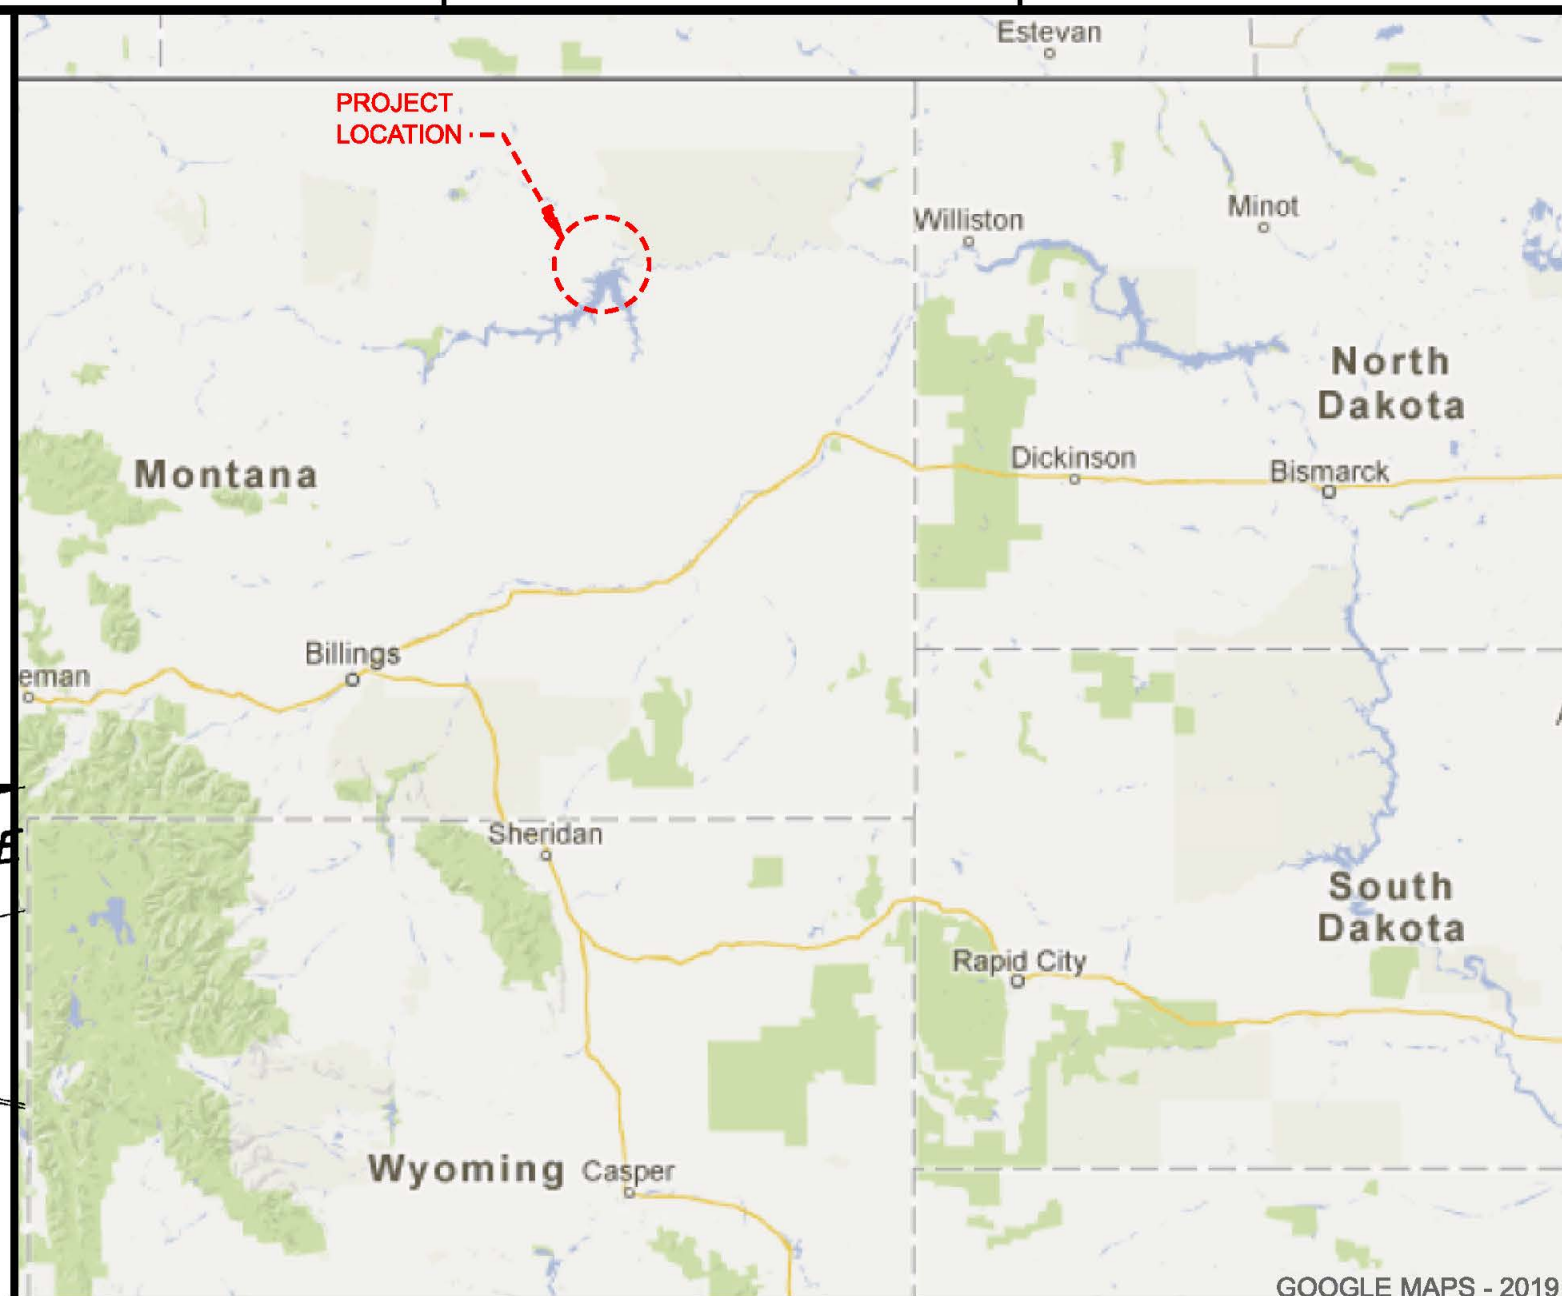 Estevan
PROJECT
LOCATION
Williston
Minot
North
Dakota
Montana
Dickinson
Bismarck
Billings
eman
Sheridan
South
Dakota
Rapid City
Wyoming
Casper
GOOGLE MAPS - 2019